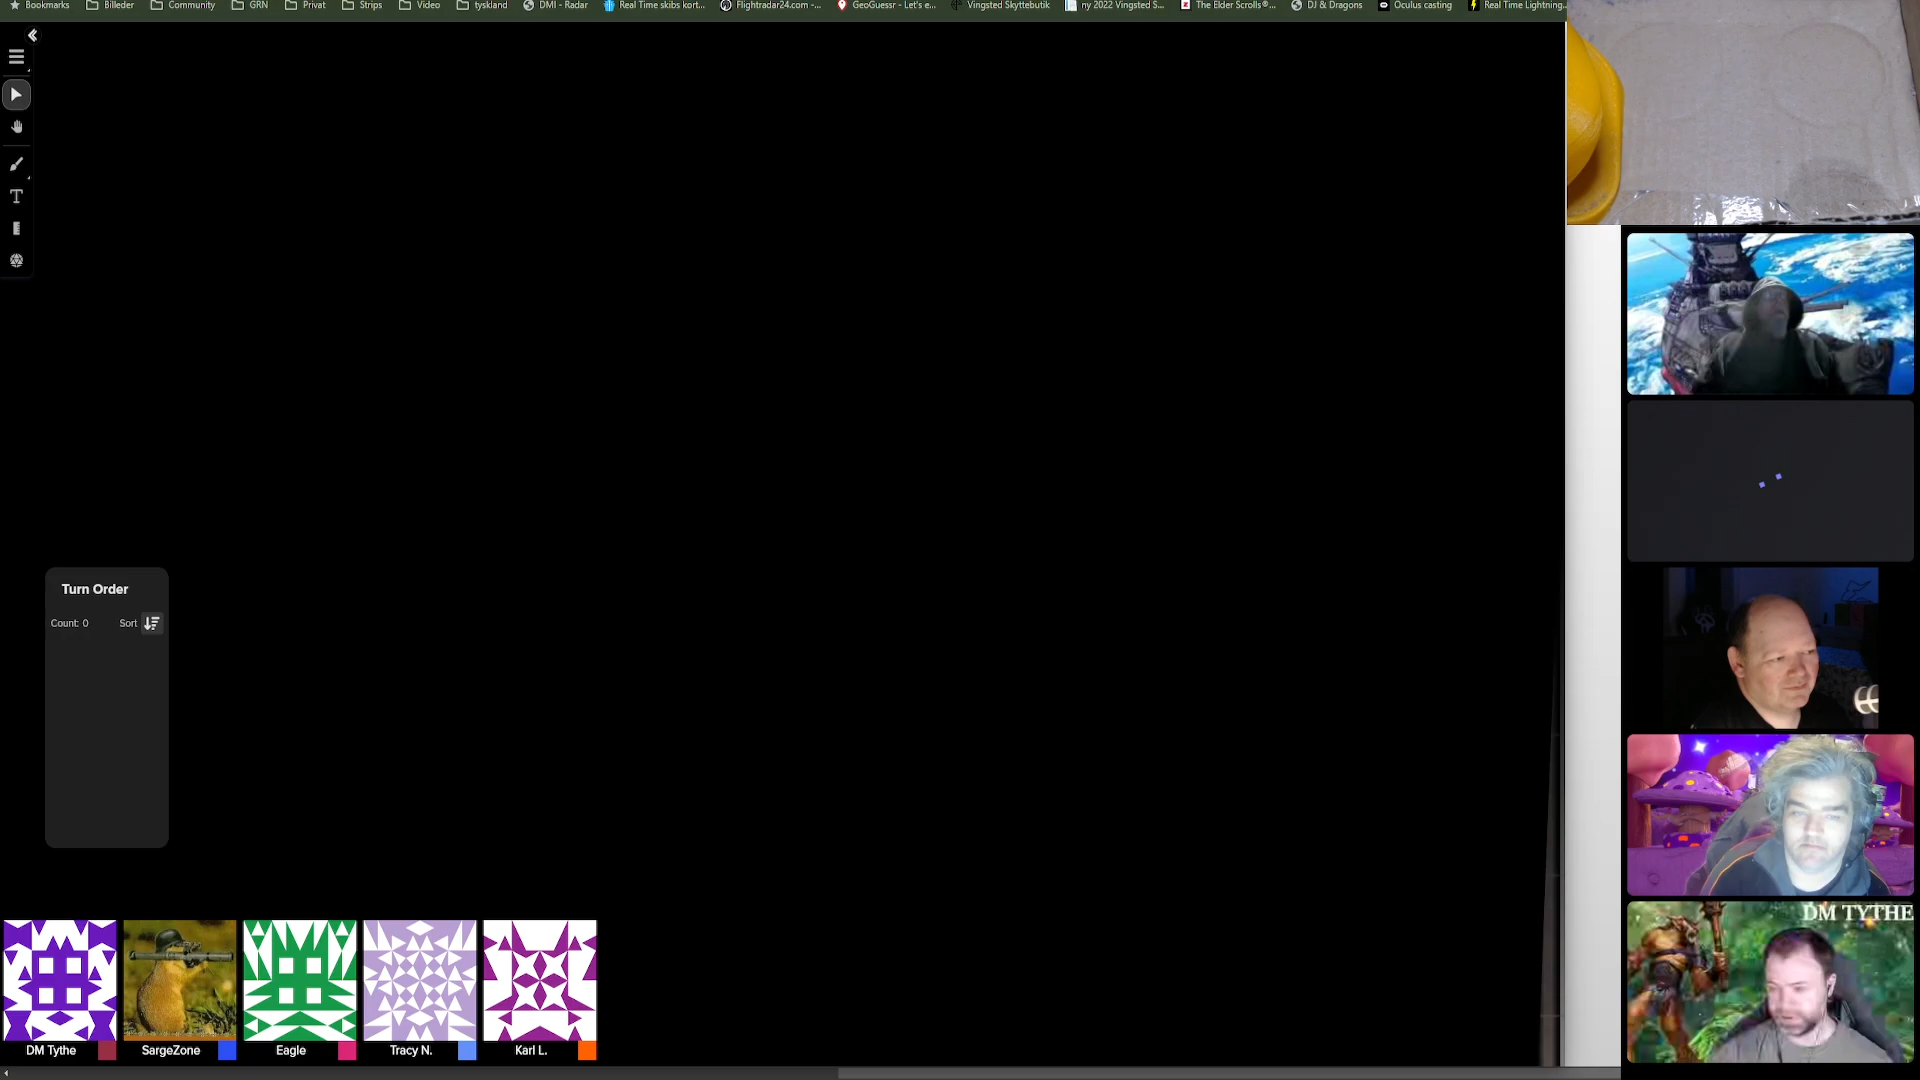 Bookmarks Billeder Community GRN Privat Strips Video tyskland DMI - Radar Real Time skibs kort... Flightradar24.com -... GeoGuessr - Let's e... Vingsted Skyttebutik ny 2022 Vingsted S... The Elder Scrolls®... DJ & Dragons Oculus casting Real Time Lightning...
Turn Order
Count: 0 Sort
DM TYTHE
DM Tythe SargeZone Eagle Tracy N. Karl L.